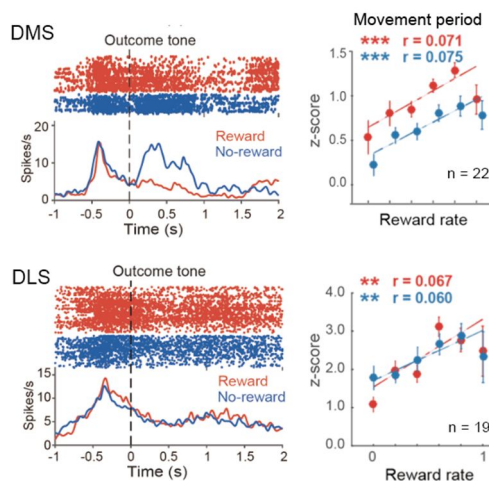 DMS
Outcome tone
Spikes/s
20
10
0
Reward
No-reward
-1 -0.5 0 0.5 1 1.5 2
Time (s)
Movement period
*** r = 0.071
*** r = 0.075
z-score
1.5
1.0
0.5
0.0
n = 22
Reward rate
DLS
Outcome tone
Spikes/s
20
15
10
5
0
Reward
No-reward
-1 -0.5 0 0.5 1 1.5 2
Time (s)
** r = 0.067
** r = 0.060
z-score
4.0
3.0
2.0
1.0
0.0
n = 19
0 1
Reward rate